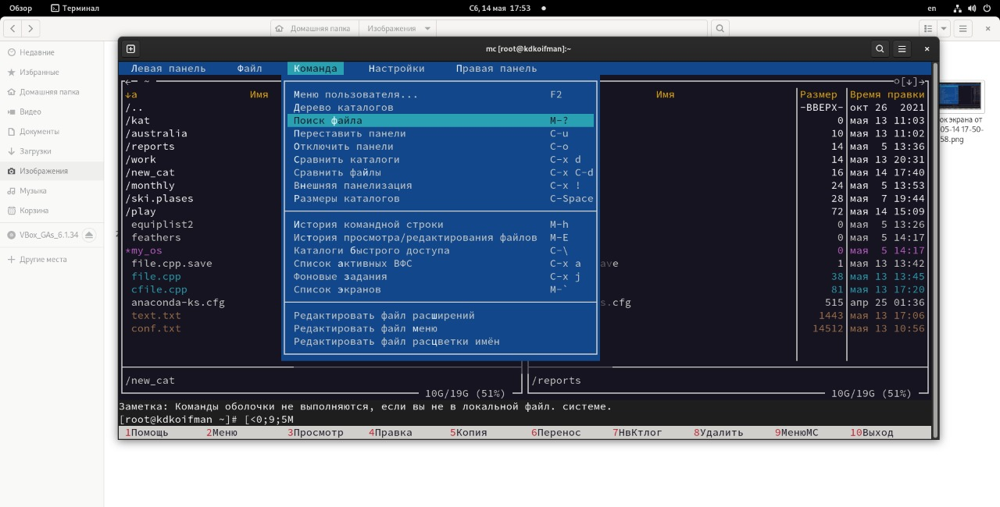 Обзор Терминал Сб, 14 мая 17:53 en
Домашняя папка Изображения
Недавние
Избранные
Домашняя папка
Видео
Документы
Загрузки
Изображения
Музыка
Корзина
VBox_GAs_6.1.34
Другие места
ок экрана от
05-14 17-50-
58.png
mc [root@kdkoifman]:~
Левая панель Файл Команда Настройки Правая панель
←─ ~ ○[↓]→
↓а Имя Имя Размер Время правки
/.. -ВВЕРХ- окт 26 2021
/kat 0 мая 13 11:03
/australia 10 мая 13 11:02
/reports 14 мая 5 13:36
/work 14 мая 13 20:31
/new_cat 16 мая 14 17:40
/monthly 24 мая 5 13:53
/ski.plases 28 мая 7 19:44
/play 72 мая 14 15:09
equiplist2 0 мая 5 13:26
feathers 0 мая 5 14:17
*my_os 0 мая 5 14:17
file.cpp.save ave 1 мая 13 13:42
file.cpp 38 мая 13 13:45
cfile.cpp 81 мая 13 17:20
anaconda-ks.cfg s.cfg 515 апр 25 01:36
text.txt 1443 мая 13 17:06
conf.txt 14512 мая 13 10:56
Меню пользователя... F2
Дерево каталогов
Поиск файла M-?
Переставить панели C-u
Отключить панели C-o
Сравнить каталоги C-x d
Сравнить файлы C-x C-d
Внешняя панелизация C-x !
Размеры каталогов C-Space
История командной строки M-h
История просмотра/редактирования файлов M-E
Каталоги быстрого доступа C-\
Список активных ВФС C-x a
Фоновые задания C-x j
Список экранов M-`
Редактировать файл расширений
Редактировать файл меню
Редактировать файл расцветки имён
/new_cat /reports
10G/19G (51%) 10G/19G (51%)
Заметка: Команды оболочки не выполняются, если вы не в локальной файл. системе.
[root@kdkoifman ~]# [<0;9;5M
1Помощь 2Меню 3Просмотр 4Правка 5Копия 6Перенос 7НвКтлог 8Удалить 9МенюMC 10Выход